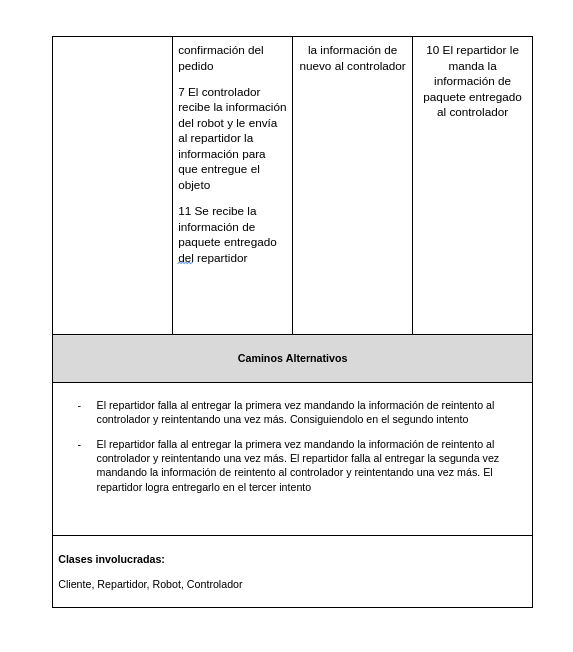 confirmación del
pedido
7 El controlador
recibe la información
del robot y le envía
al repartidor la
información para
que entregue el
objeto
11 Se recibe la
información de
paquete entregado
del repartidor
la información de
nuevo al controlador
10 El repartidor le
manda la
información de
paquete entregado
al controlador
Caminos Alternativos
- El repartidor falla al entregar la primera vez mandando la información de reintento al
controlador y reintentando una vez más. Consiguiendolo en el segundo intento
- El repartidor falla al entregar la primera vez mandando la información de reintento al
controlador y reintentando una vez más. El repartidor falla al entregar la segunda vez
mandando la información de reintento al controlador y reintentando una vez más. El
repartidor logra entregarlo en el tercer intento
Clases involucradas:
Cliente, Repartidor, Robot, Controlador